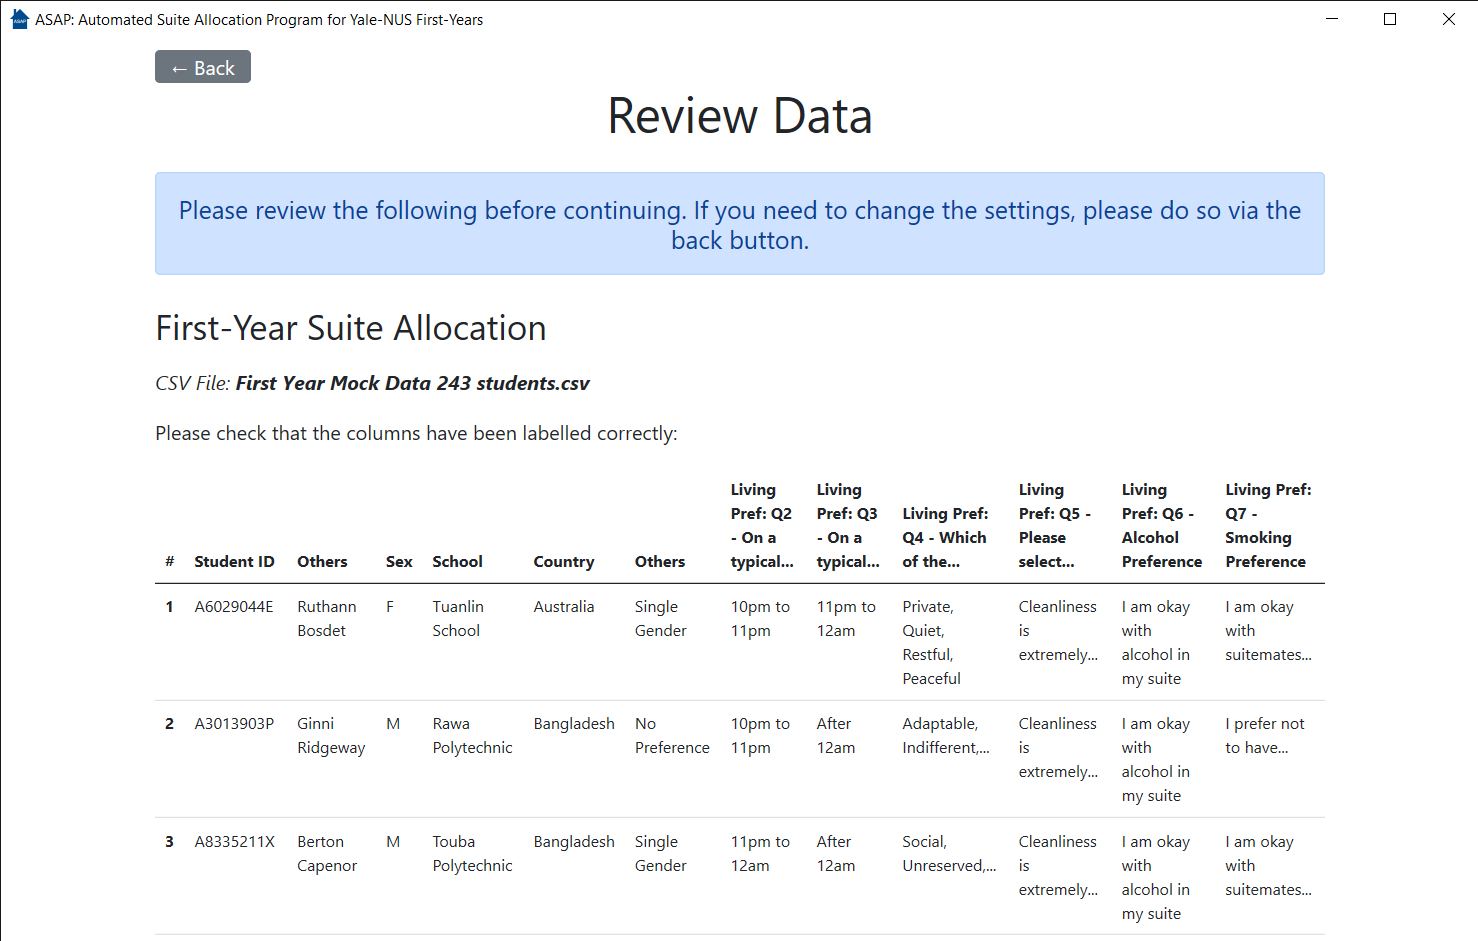 ASAP: Automated Suite Allocation Program for Yale-NUS First-Years
← Back
Review Data
Please review the following before continuing. If you need to change the settings, please do so via the
back button.
First-Year Suite Allocation
CSV File: First Year Mock Data 243 students.csv
Please check that the columns have been labelled correctly:
# Student ID Others Sex School Country Others Living Pref: Q2 - On a typical... Living Pref: Q3 - On a typical... Living Pref: Q4 - Which of the... Living Pref: Q5 - Please select... Living Pref: Q6 - Alcohol Preference Living Pref: Q7 - Smoking Preference
1 A6029044E Ruthann Bosdet F Tuanlin School Australia Single Gender 10pm to 11pm 11pm to 12am Private, Quiet, Restful, Peaceful Cleanliness is extremely... I am okay with alcohol in my suite I am okay with suitemates...
2 A3013903P Ginni Ridgeway M Rawa Polytechnic Bangladesh No Preference 10pm to 11pm After 12am Adaptable, Indifferent,... Cleanliness is extremely... I am okay with alcohol in my suite I prefer not to have...
3 A8335211X Berton Capenor M Touba Polytechnic Bangladesh Single Gender 11pm to 12am After 12am Social, Unreserved,... Cleanliness is extremely... I am okay with alcohol in my suite I am okay with suitemates...